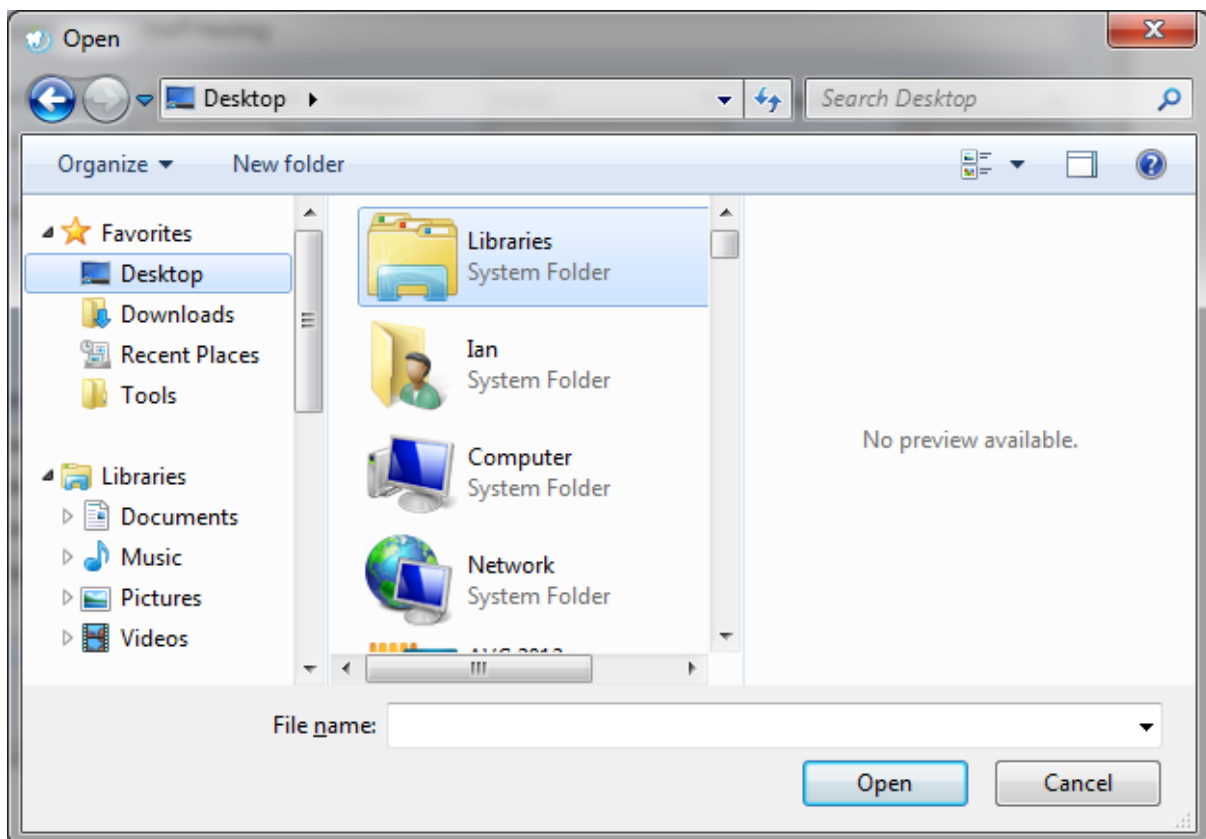 Open
Desktop
Search Desktop
Organize
New folder
Favorites
Desktop
Downloads
Recent Places
Tools
Libraries
Documents
Music
Pictures
Videos
Libraries
System Folder
Ian
System Folder
Computer
System Folder
Network
System Folder
No preview available.
File name:
Open
Cancel